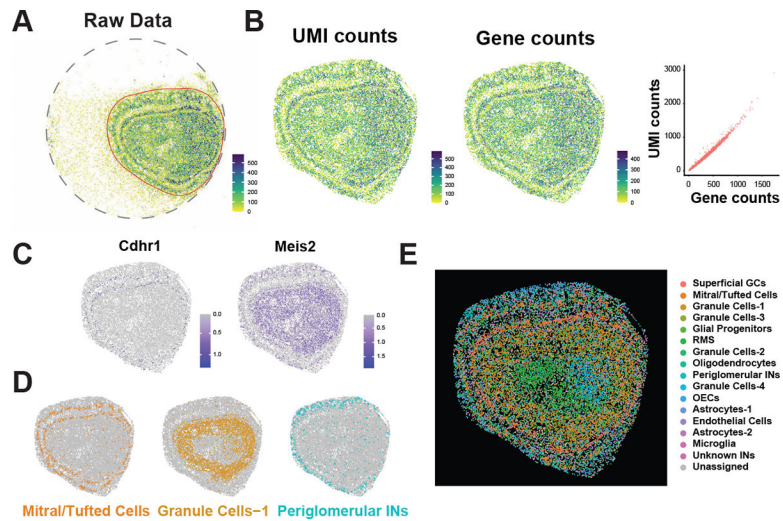 A
Raw Data
500
400
300
200
100
0
B
UMI counts
Gene counts
500
400
300
200
100
0
400
300
200
100
0
UMI counts
3000
2000
1000
0
0
500
1000
1500
Gene counts
C
Cdhr1
Meis2
0.0
0.5
1.0
0.0
0.5
1.0
1.5
D
Mitral/Tufted Cells
Granule Cells−1
Periglomerular INs
E
Superficial GCs
Mitral/Tufted Cells
Granule Cells-1
Granule Cells-3
Glial Progenitors
RMS
Granule Cells-2
Oligodendrocytes
Periglomerular INs
Granule Cells-4
OECs
Astrocytes-1
Endothelial Cells
Astrocytes-2
Microglia
Unknown INs
Unassigned